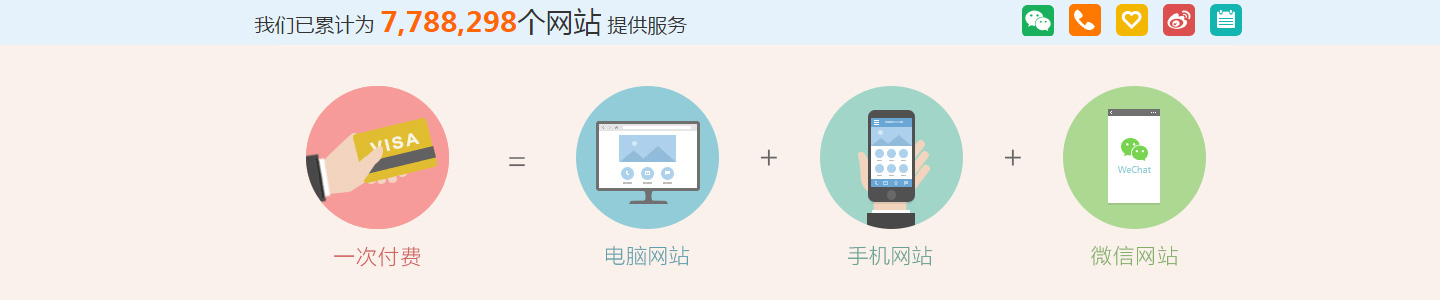 我们已累计为 7,788,298个网站 提供服务
VISA
WeChat
=
+
+
一次付费
电脑网站
手机网站
微信网站